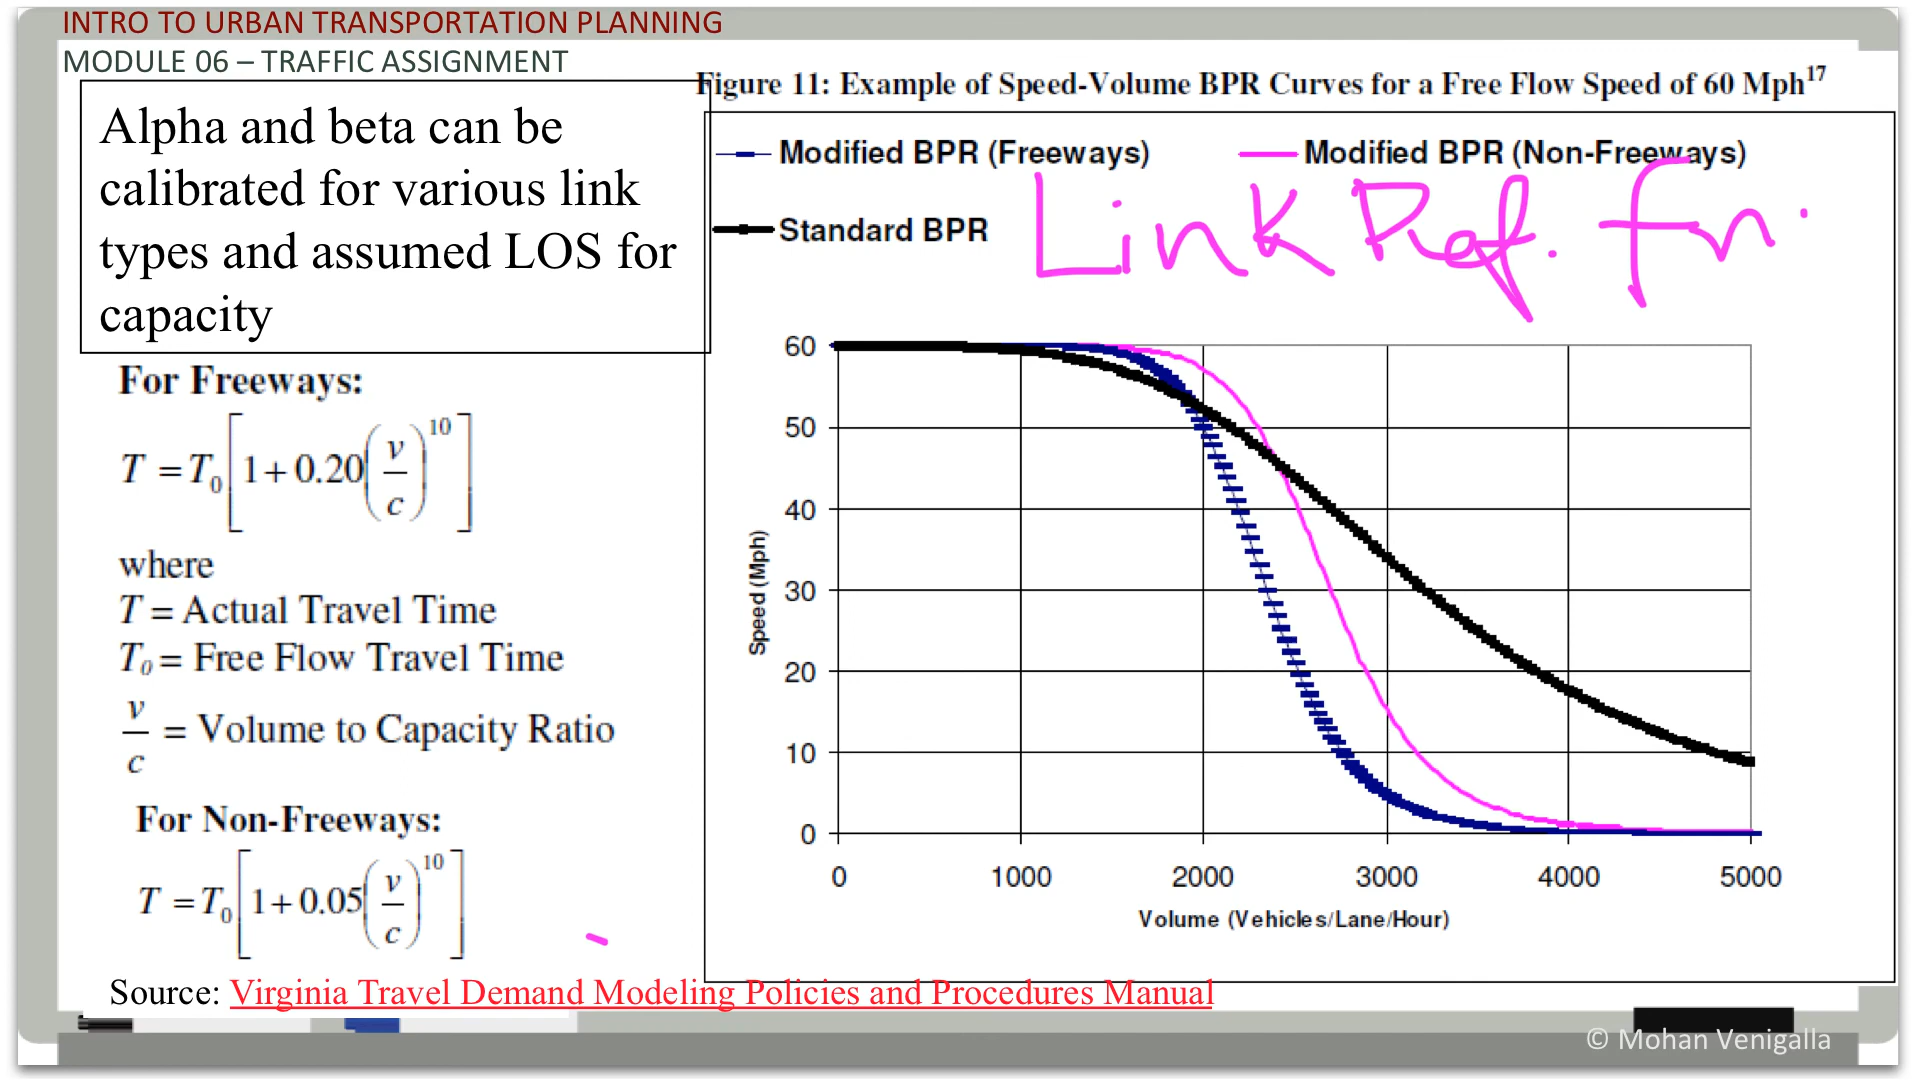 INTRO TO URBAN TRANSPORTATION PLANNING
MODULE 06 – TRAFFIC ASSIGNMENT
Alpha and beta can be
calibrated for various link
types and assumed LOS for
capacity
For Freeways:
T = T₀[1+0.20(v/c)¹⁰]
where
T = Actual Travel Time
T₀ = Free Flow Travel Time
v/c = Volume to Capacity Ratio
For Non-Freeways:
T = T₀[1+0.05(v/c)¹⁰]
Source: Virginia Travel Demand Modeling Policies and Procedures Manual
Figure 11: Example of Speed-Volume BPR Curves for a Free Flow Speed of 60 Mph¹⁷
Modified BPR (Freeways)
Modified BPR (Non-Freeways)
Standard BPR
Link Pef. fn.
Speed (Mph)
60
50
40
30
20
10
0
0 1000 2000 3000 4000 5000
Volume (Vehicles/Lane/Hour)
© Mohan Venigalla